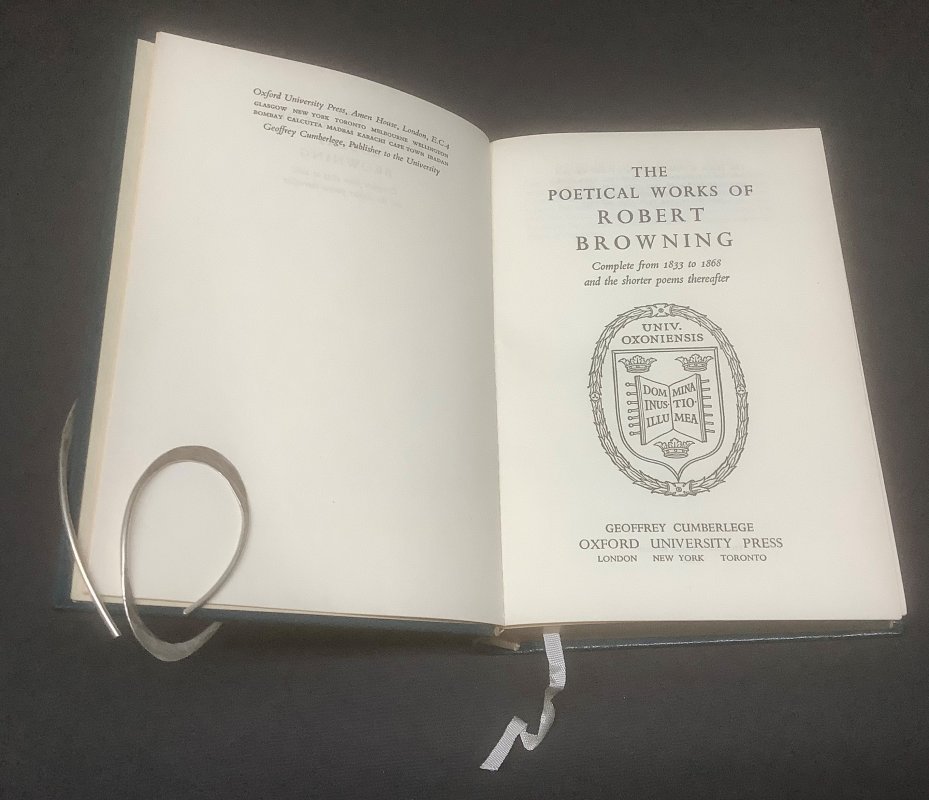 Oxford University Press, Amen House, London, E.C.4
GLASGOW NEW YORK TORONTO MELBOURNE WELLINGTON
BOMBAY CALCUTTA MADRAS KARACHI CAPE TOWN IBADAN
Geoffrey Cumberlege, Publisher to the University
THE
POETICAL WORKS OF
ROBERT
BROWNING
Complete from 1833 to 1868
and the shorter poems thereafter
UNIV.
OXONIENSIS
DOM MINA
INUS TIO·
ILLU MEA
GEOFFREY CUMBERLEGE
OXFORD UNIVERSITY PRESS
LONDON NEW YORK TORONTO